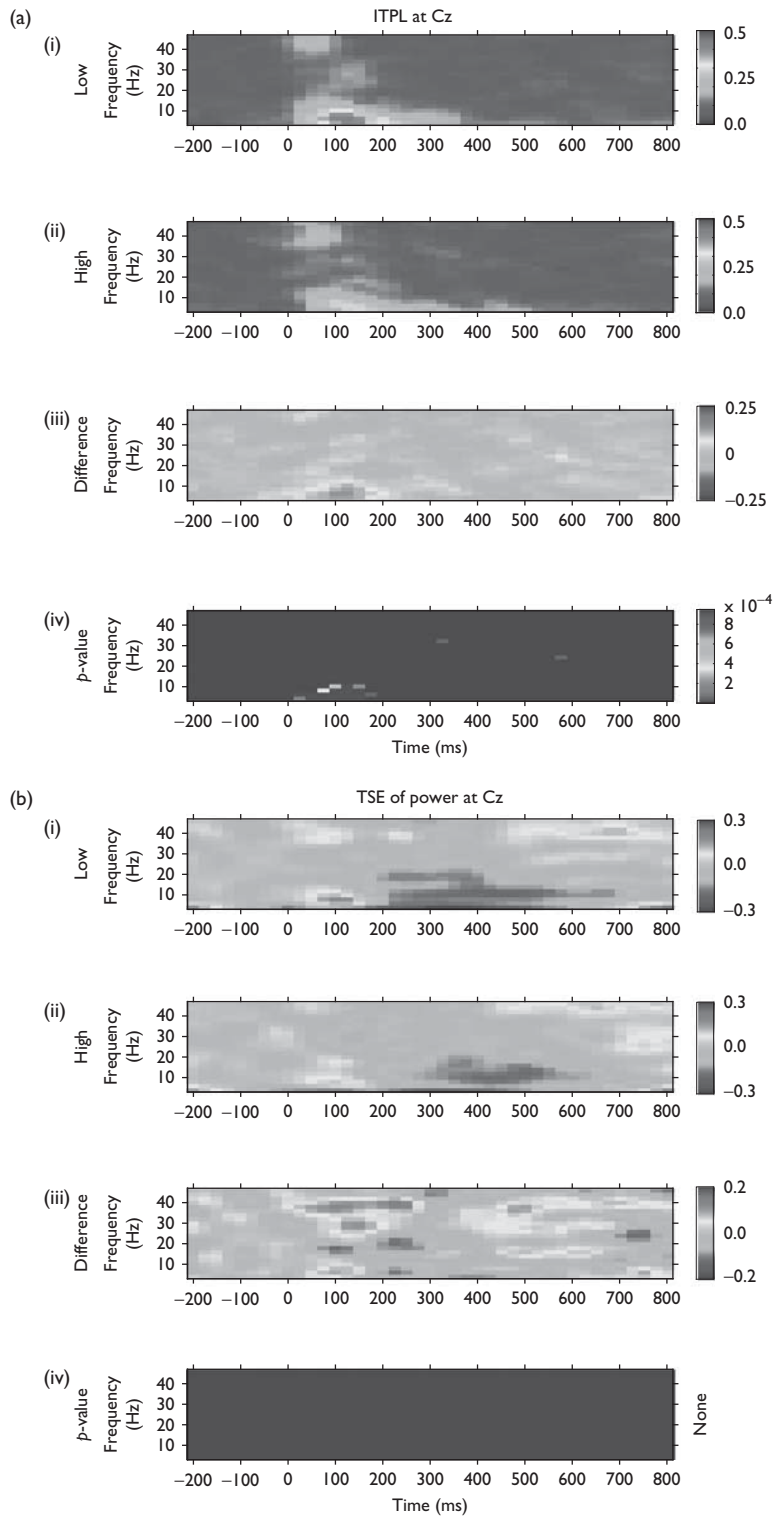 (a)
ITPL at Cz
(i)
Low
Frequency
(Hz)
40
30
20
10
0.5
0.25
0.0
−200 −100 0 100 200 300 400 500 600 700 800
(ii)
High
Frequency
(Hz)
40
30
20
10
0.5
0.25
0.0
−200 −100 0 100 200 300 400 500 600 700 800
(iii)
Difference
Frequency
(Hz)
40
30
20
10
0.25
0
−0.25
−200 −100 0 100 200 300 400 500 600 700 800
(iv)
p-value
Frequency
(Hz)
40
30
20
10
x 10⁻⁴
8
6
4
2
−200 −100 0 100 200 300 400 500 600 700 800
Time (ms)
(b)
TSE of power at Cz
(i)
Low
Frequency
(Hz)
40
30
20
10
0.3
0.0
−0.3
−200 −100 0 100 200 300 400 500 600 700 800
(ii)
High
Frequency
(Hz)
40
30
20
10
0.3
0.0
−0.3
−200 −100 0 100 200 300 400 500 600 700 800
(iii)
Difference
Frequency
(Hz)
40
30
20
10
0.2
0.0
−0.2
−200 −100 0 100 200 300 400 500 600 700 800
(iv)
p-value
Frequency
(Hz)
40
30
20
10
None
−200 −100 0 100 200 300 400 500 600 700 800
Time (ms)